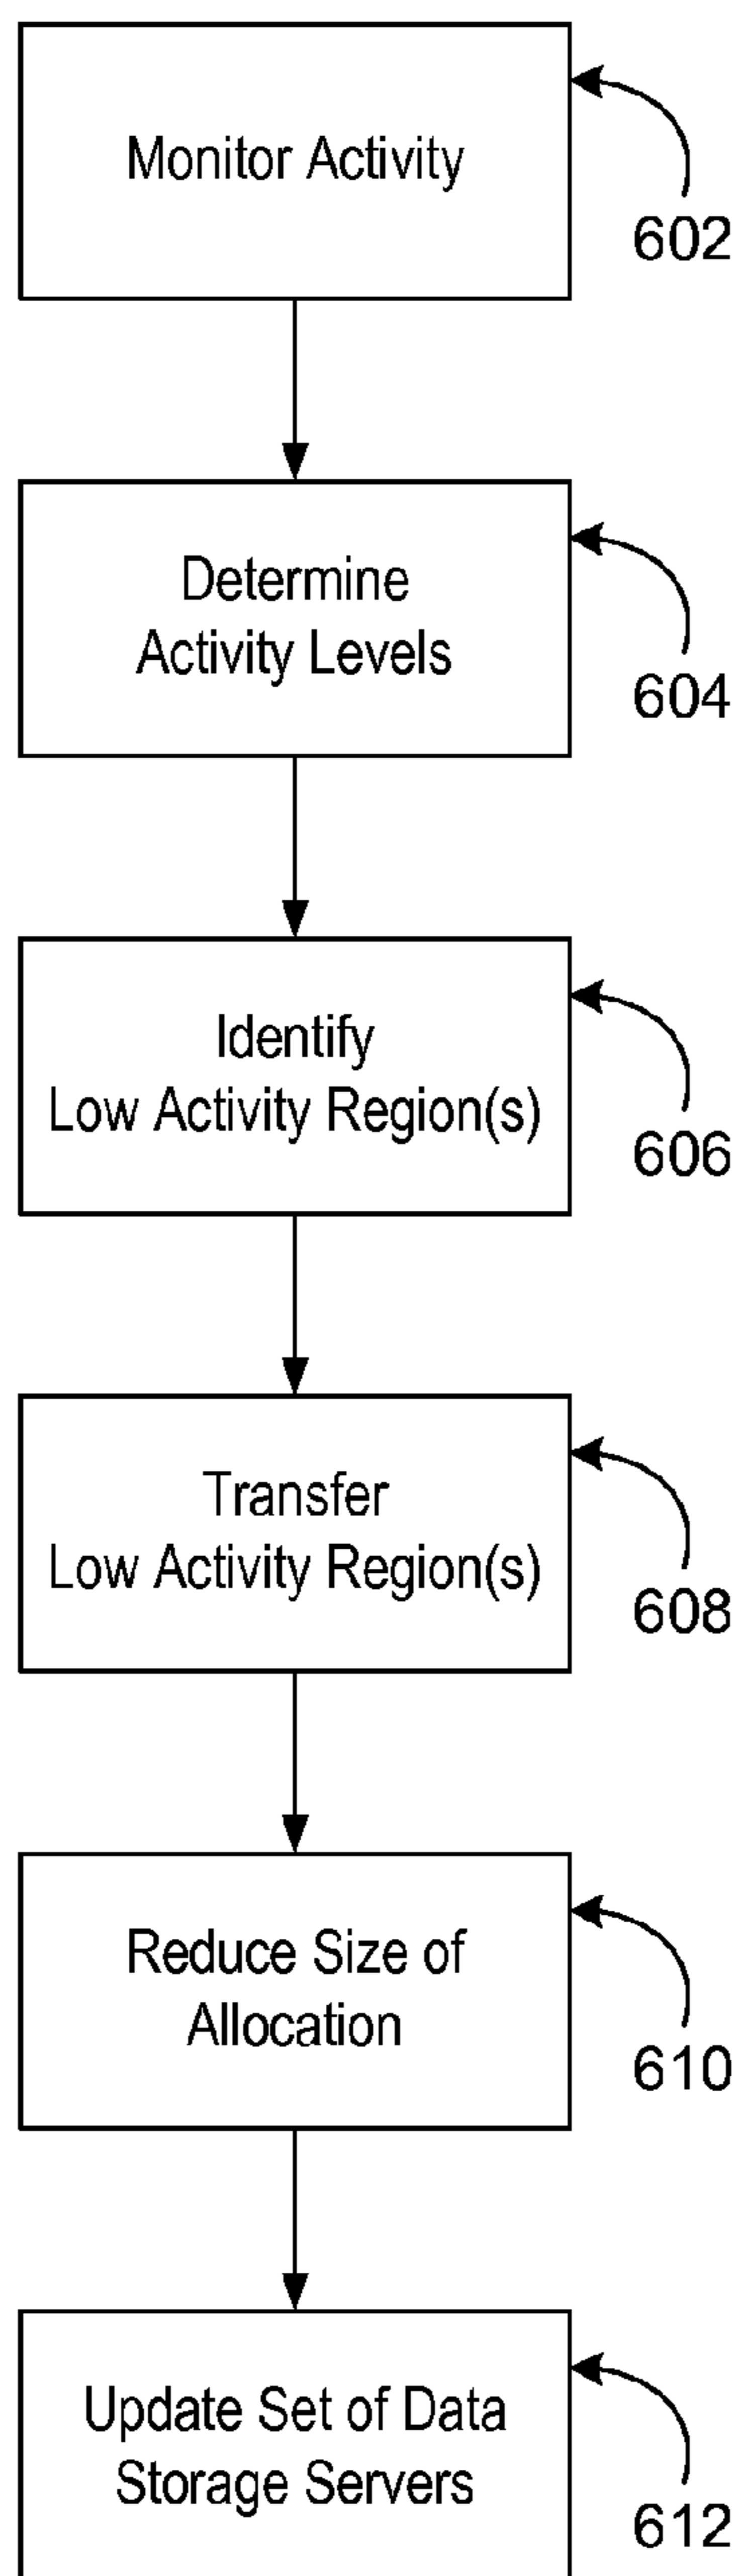 Monitor Activity
602
Determine
Activity Levels
604
Identify
Low Activity Region(s)
606
Transfer
Low Activity Region(s)
608
Reduce Size of
Allocation
610
Update Set of Data
Storage Servers
612